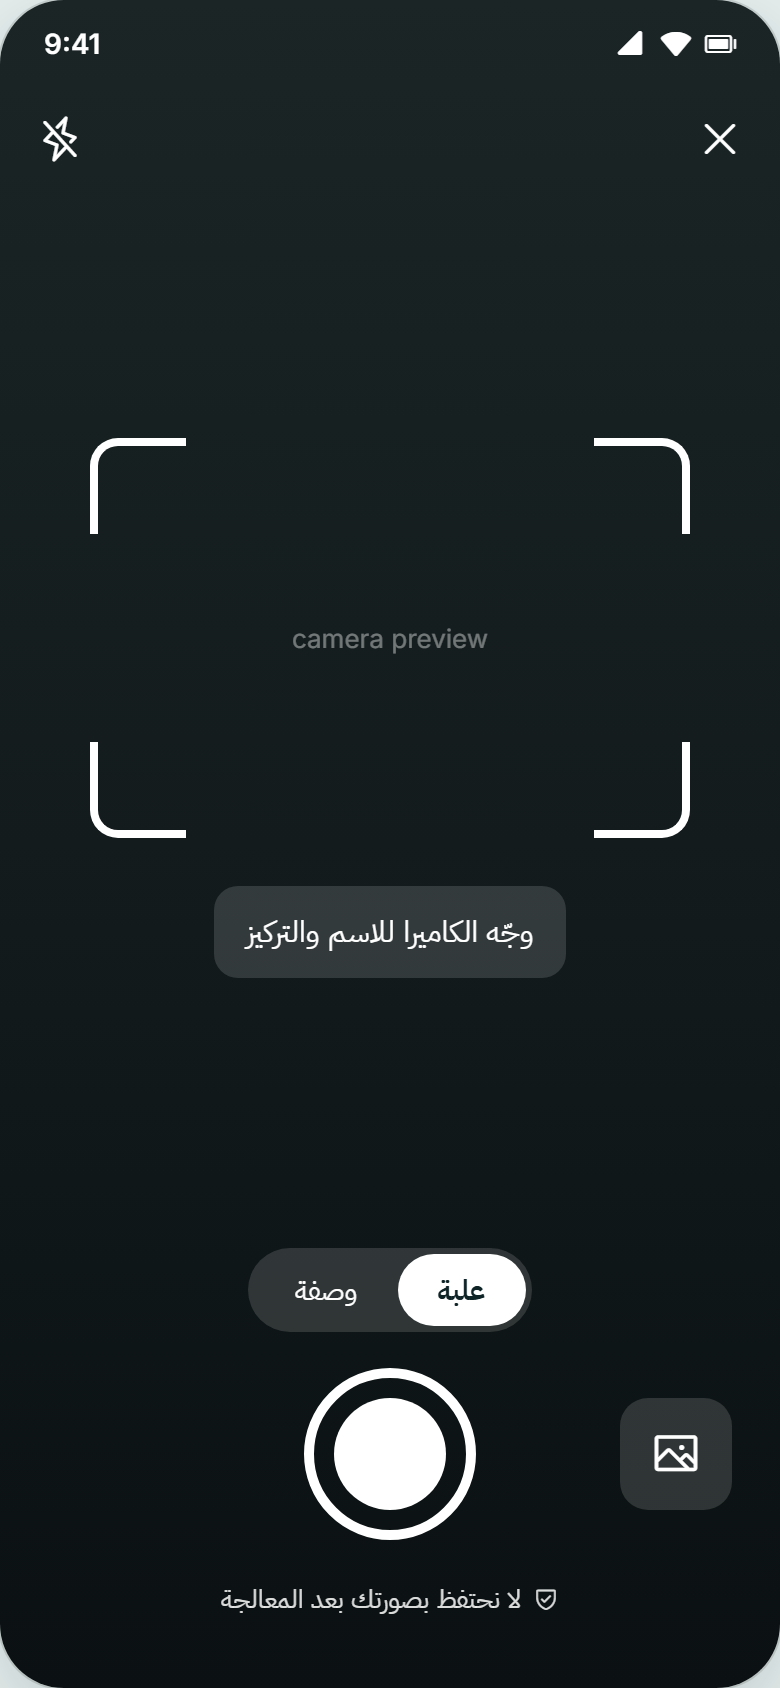 9:41
camera preview
وجّه الكاميرا للاسم والتركيز
علبة
وصفة
لا نحتفظ بصورتك بعد المعالجة